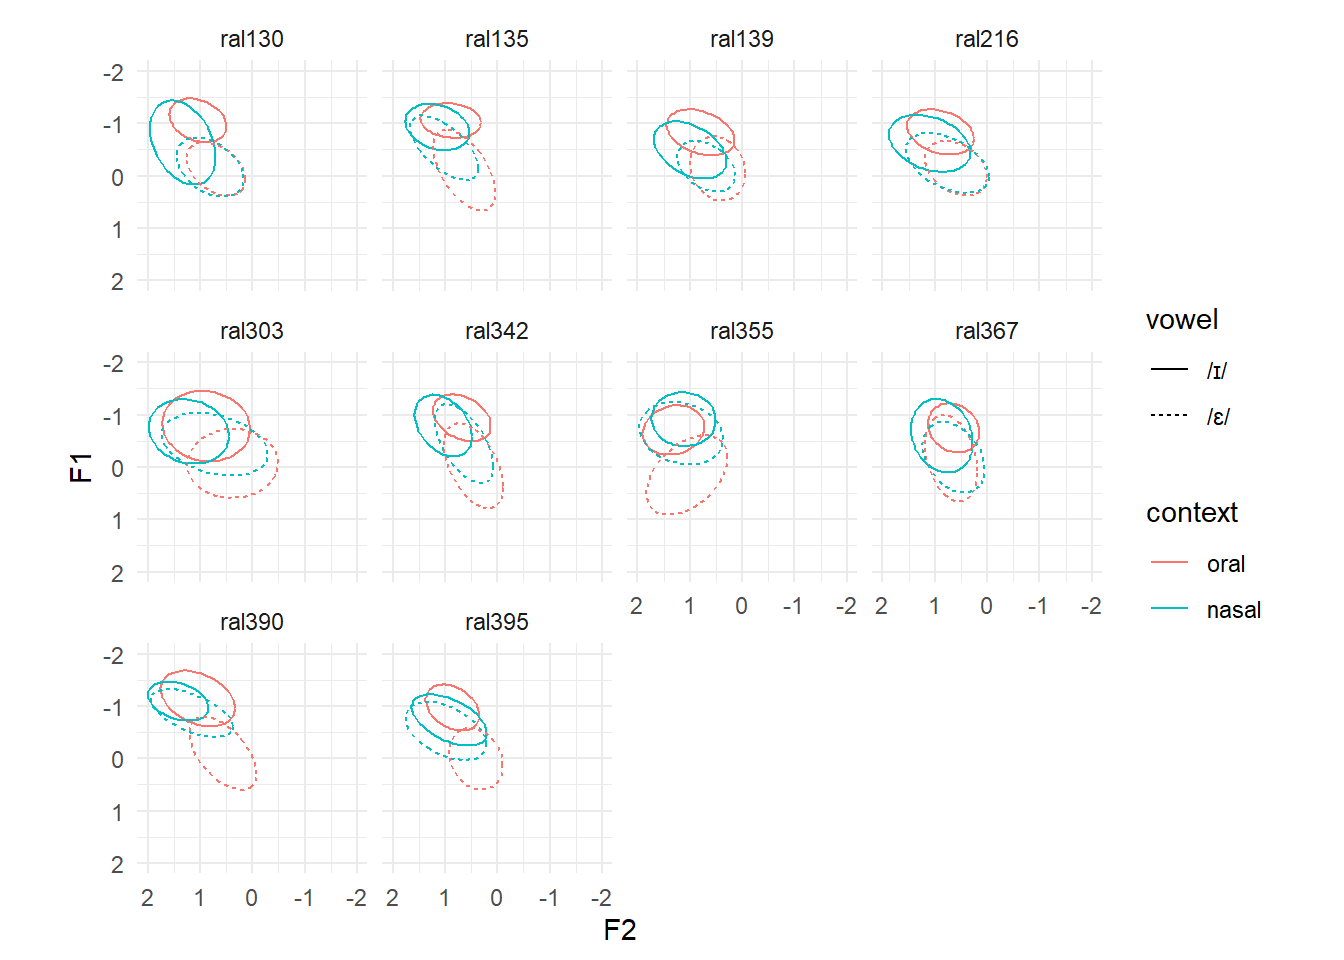 ral130 ral135 ral139 ral216
-2
-1
0
1
2
ral303 ral342 ral355 ral367
-2
-1
0
1
2
2 1 0 -1 -2 2 1 0 -1 -2
ral390 ral395
-2
-1
0
1
2
2 1 0 -1 -2 2 1 0 -1 -2
F1
F2
vowel
/ɪ/
/ɛ/
context
oral
nasal